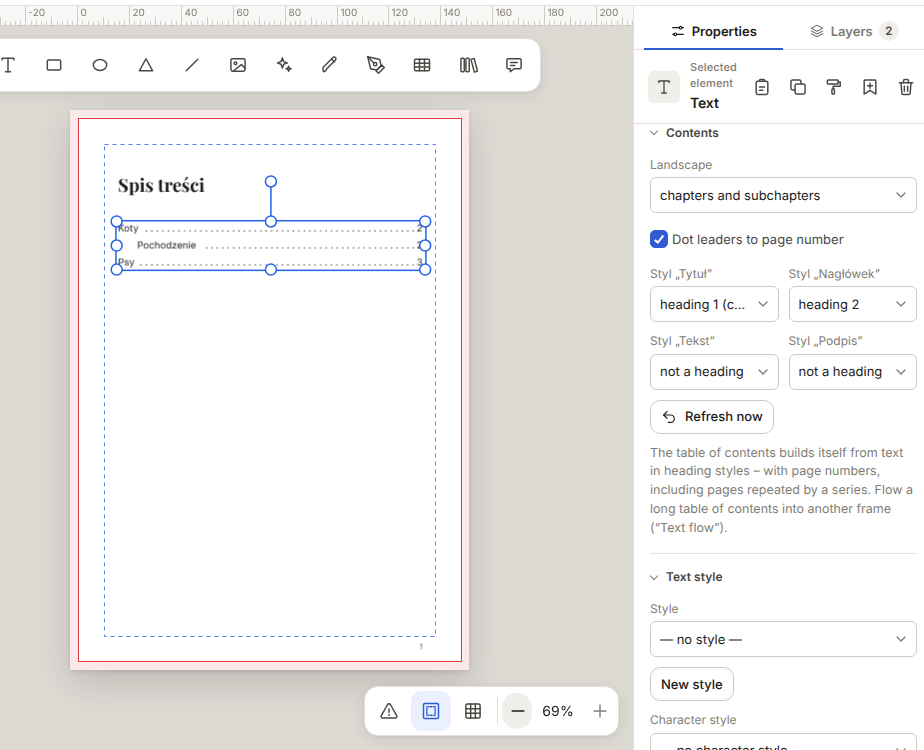 -20 0 20 40 60 80 100 120 140 160 180 200
Properties
Layers 2
Selected
element
Text
Contents
Landscape
chapters and subchapters
Dot leaders to page number
Styl „Tytuł” Styl „Nagłówek”
heading 1 (c... heading 2
Styl „Tekst” Styl „Podpis”
not a heading not a heading
Refresh now
The table of contents builds itself from text
in heading styles – with page numbers,
including pages repeated by a series. Flow a
long table of contents into another frame
(“Text flow”).
Text style
Style
— no style —
New style
Character style
no character style
Spis treści
Koty 2
Pochodzenie 2
Psy 3
1
69%